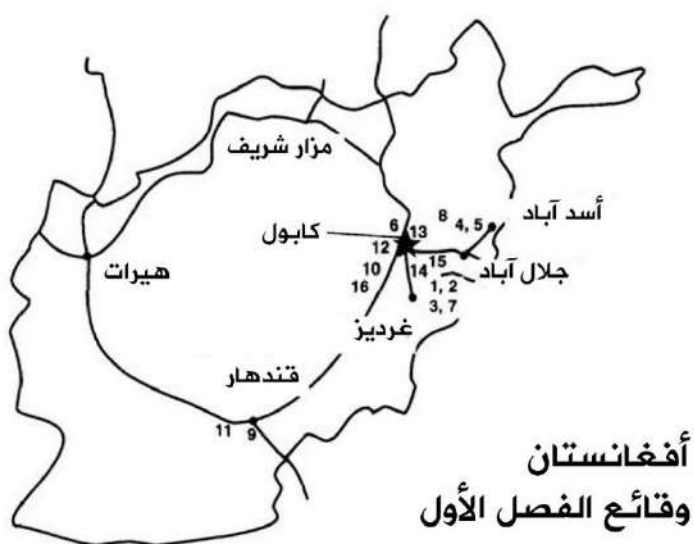 مزار شريف
أسد آباد
8
4, 5
6
13
كابول
12
15
جلال آباد
هيرات
10
14
1, 2
16
3, 7
غرديز
قندهار
11
9
أفغانستان
وقائع الفصل الأول